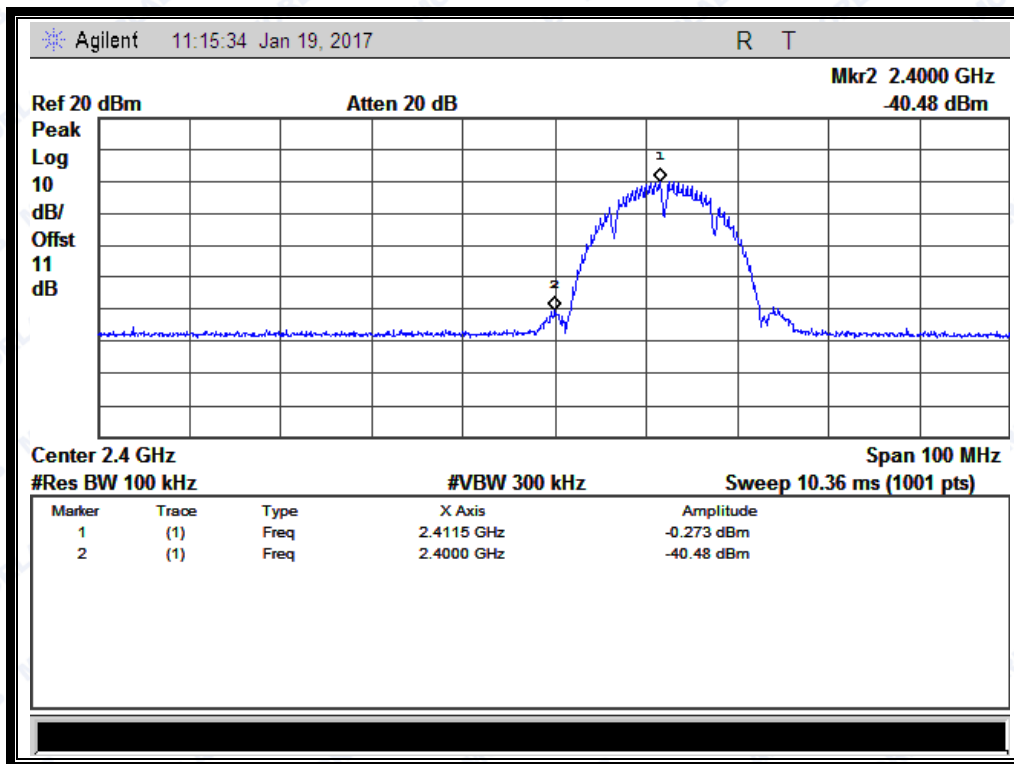 Agilent 11:15:34 Jan 19, 2017 R T
Mkr2 2.4000 GHz
Ref 20 dBm Atten 20 dB -40.48 dBm
Peak
Log
10
dB/
Offst
11
dB
1
2
Center 2.4 GHz Span 100 MHz
#Res BW 100 kHz #VBW 300 kHz Sweep 10.36 ms (1001 pts)
Marker Trace Type X Axis Amplitude
1 (1) Freq 2.4115 GHz -0.273 dBm
2 (1) Freq 2.4000 GHz -40.48 dBm